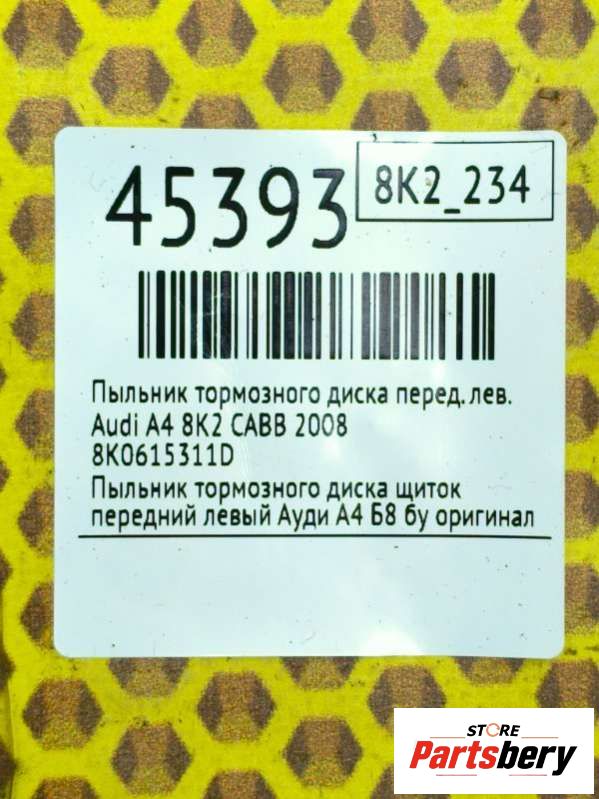 45393
8K2_234
Пыльник тормозного диска перед. лев.
Audi A4 8K2 CABB 2008
8K0615311D
Пыльник тормозного диска щиток
передний левый Ауди А4 Б8 бу оригинал
STORE
Partsbery